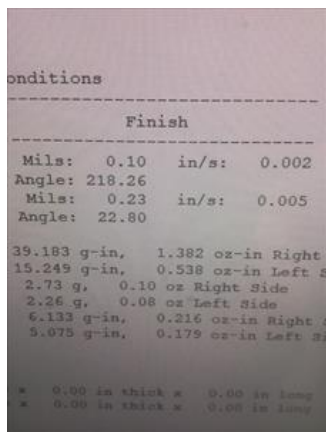 onditions
Finish
Mils: 0.10 in/s: 0.002
Angle: 218.26
Mils: 0.23 in/s: 0.005
Angle: 22.80
39.183 g-in, 1.382 oz-in Right
15.249 g-in, 0.538 oz-in Left S
2.73 g, 0.10 oz Right Side
2.26 g, 0.08 oz Left Side
6.133 g-in, 0.216 oz-in Right S
5.075 g-in, 0.179 oz-in Left Si
x 0.00 in thick x 0.00 in long
x 0.00 in thick x 0.00 in long